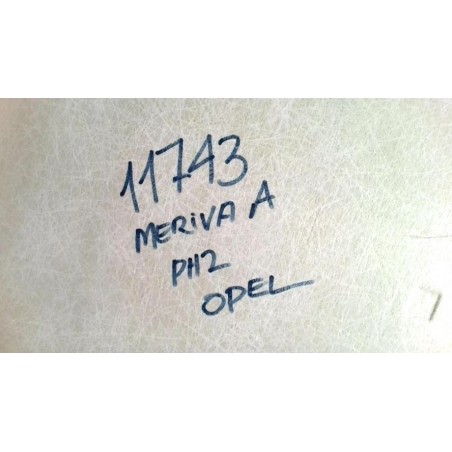 11743
MERIVA A
PH2
OPEL